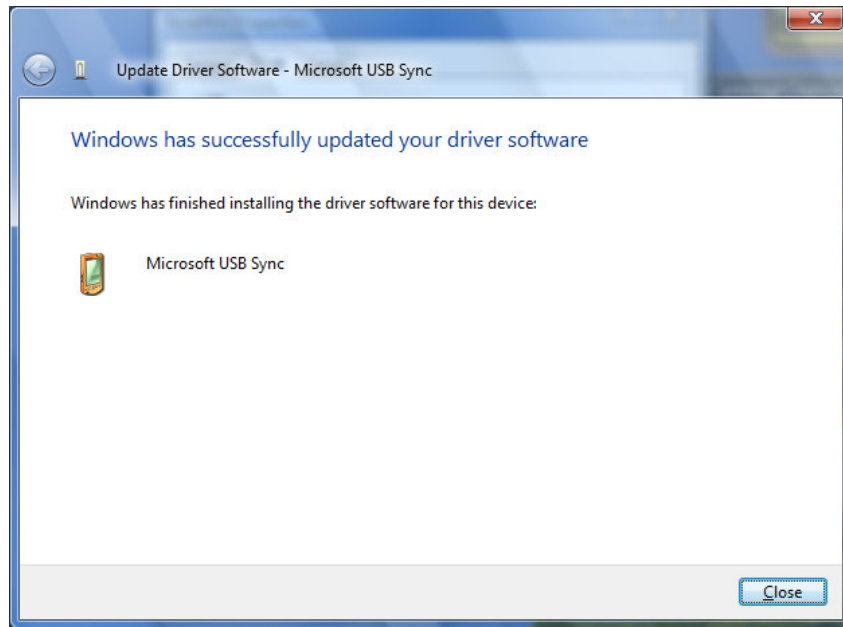 Update Driver Software - Microsoft USB Sync
Windows has successfully updated your driver software
Windows has finished installing the driver software for this device:
Microsoft USB Sync
Close